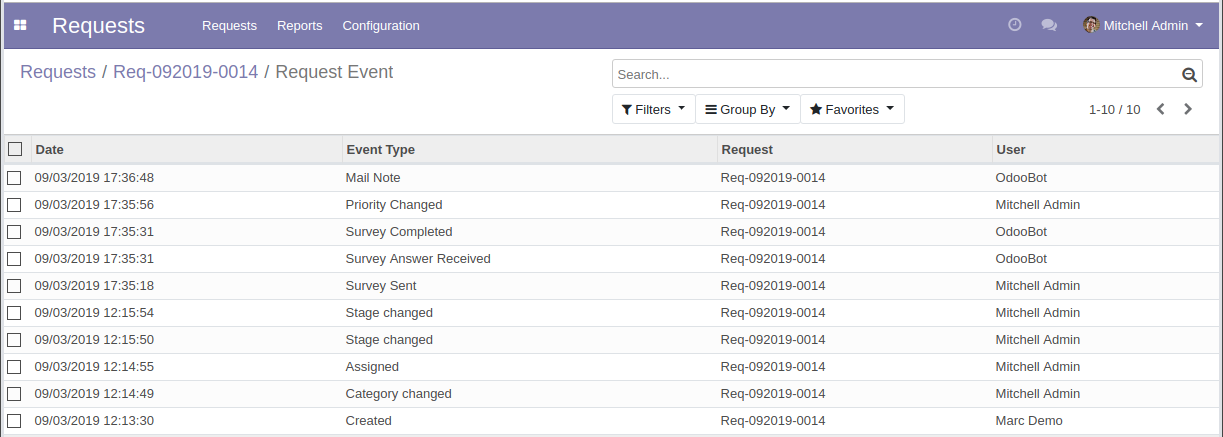 Requests Requests Reports Configuration Mitchell Admin
Requests / Req-092019-0014 / Request Event Search...
Filters Group By Favorites 1-10 / 10
Date Event Type Request User
09/03/2019 17:36:48 Mail Note Req-092019-0014 OdooBot
09/03/2019 17:35:56 Priority Changed Req-092019-0014 Mitchell Admin
09/03/2019 17:35:31 Survey Completed Req-092019-0014 OdooBot
09/03/2019 17:35:31 Survey Answer Received Req-092019-0014 OdooBot
09/03/2019 17:35:18 Survey Sent Req-092019-0014 Mitchell Admin
09/03/2019 12:15:54 Stage changed Req-092019-0014 Mitchell Admin
09/03/2019 12:15:50 Stage changed Req-092019-0014 Mitchell Admin
09/03/2019 12:14:55 Assigned Req-092019-0014 Mitchell Admin
09/03/2019 12:14:49 Category changed Req-092019-0014 Mitchell Admin
09/03/2019 12:13:30 Created Req-092019-0014 Marc Demo